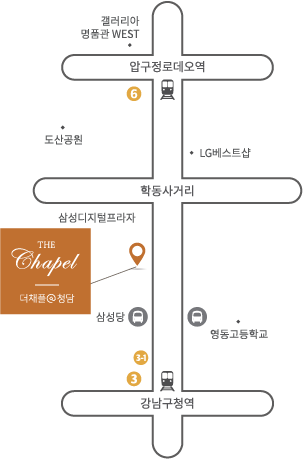 갤러리아
명품관 WEST
압구정로데오역
6
도산공원
LG베스트샵
학동사거리
삼성디지털프라자
THE
Chapel
더채플@청담
삼성당
영동고등학교
3-1
3
강남구청역